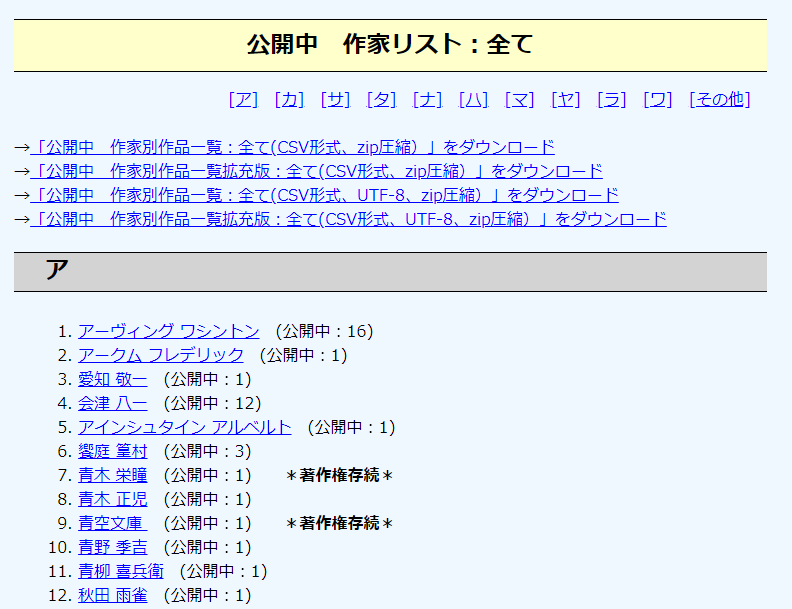 公開中　作家リスト：全て
[ア] [カ] [サ] [タ] [ナ] [ハ] [マ] [ヤ] [ラ] [ワ] [その他]
→「公開中　作家別作品一覧：全て(CSV形式、zip圧縮）」をダウンロード
→「公開中　作家別作品一覧拡充版：全て(CSV形式、zip圧縮）」をダウンロード
→「公開中　作家別作品一覧：全て(CSV形式、UTF-8、zip圧縮）」をダウンロード
→「公開中　作家別作品一覧拡充版：全て(CSV形式、UTF-8、zip圧縮）」をダウンロード
ア
1. アーヴィング ワシントン　(公開中：16)
2. アークム フレデリック　(公開中：1)
3. 愛知 敬一　(公開中：1)
4. 会津 八一　(公開中：12)
5. アインシュタイン アルベルト　(公開中：1)
6. 饗庭 篁村　(公開中：3)
7. 青木 栄瞳　(公開中：1)　　＊著作権存続＊
8. 青木 正児　(公開中：1)
9. 青空文庫　(公開中：1)　　＊著作権存続＊
10. 青野 季吉　(公開中：1)
11. 青柳 喜兵衛　(公開中：1)
12. 秋田 雨雀　(公開中：1)